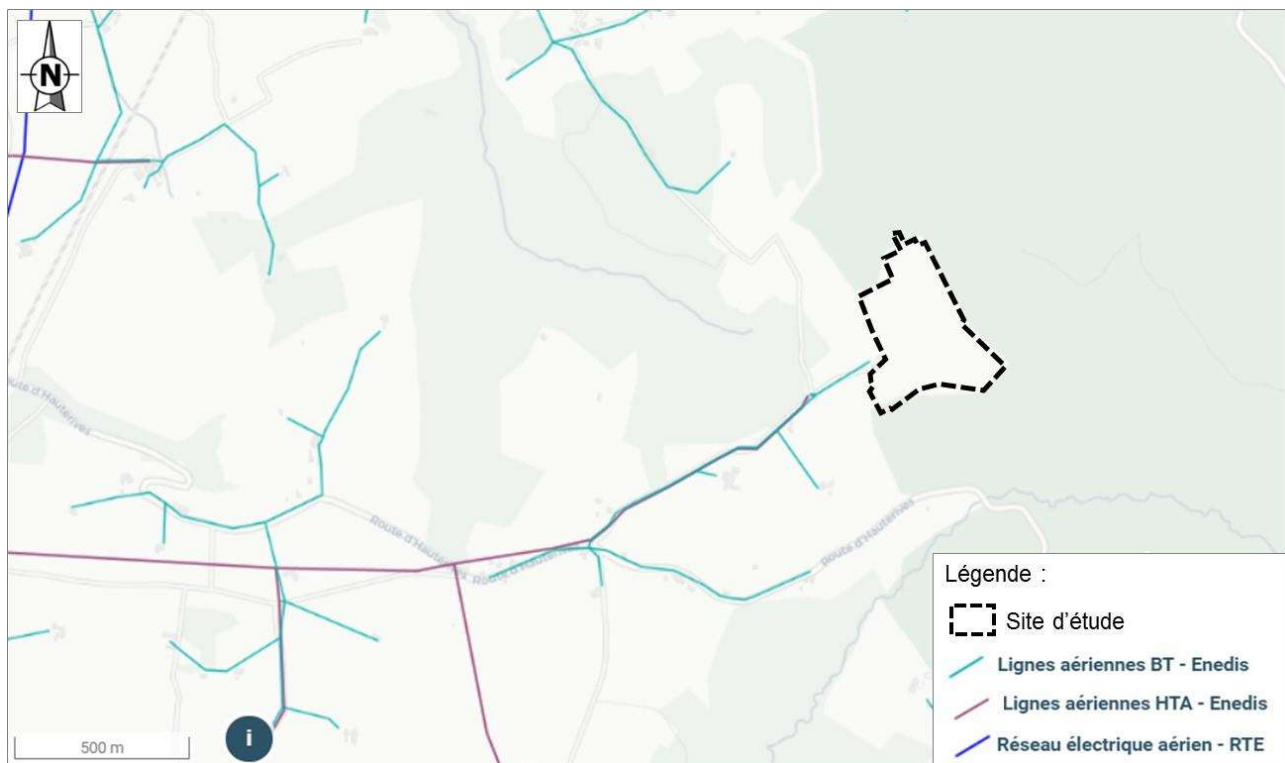 N
Route d'Hauterives
Route d'Hauterives
Route d'Hauterives
Route d'Hauterives
500 m
i
Légende :
Site d'étude
Lignes aériennes BT - Enedis
Lignes aériennes HTA - Enedis
Réseau électrique aérien - RTE